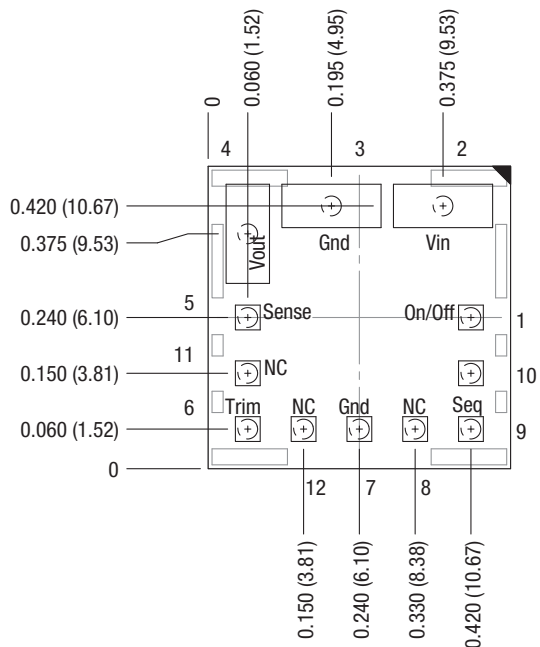 0
0.060 (1.52)
0.195 (4.95)
0.375 (9.53)
4
3
2
0.420 (10.67)
0.375 (9.53)
Vout
Gnd
Vin
5
Sense
On/Off
0.240 (6.10)
1
11
NC
0.150 (3.81)
10
6
Trim
NC
Gnd
NC
Seq
0.060 (1.52)
9
0
12
7
8
0.150 (3.81)
0.240 (6.10)
0.330 (8.38)
0.420 (10.67)